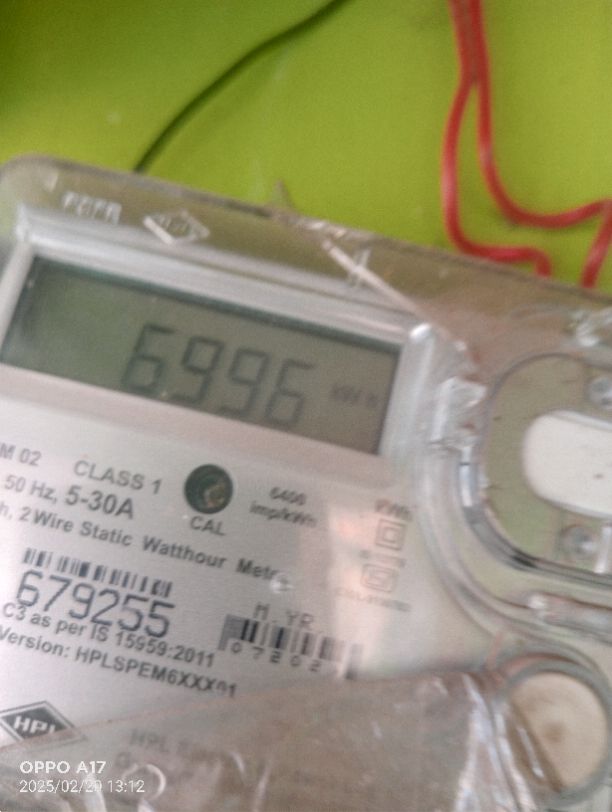 6996 kWh
M 02 CLASS 1
50 Hz, 5-30A
CAL
6400
imp/kWh
2 Wire Static Watthour
679255
M YR
C3 as per IS 15959:2011
Version: HPLSPEM6XXX01
HPL
OPPO A17
2025/02/20 13:12